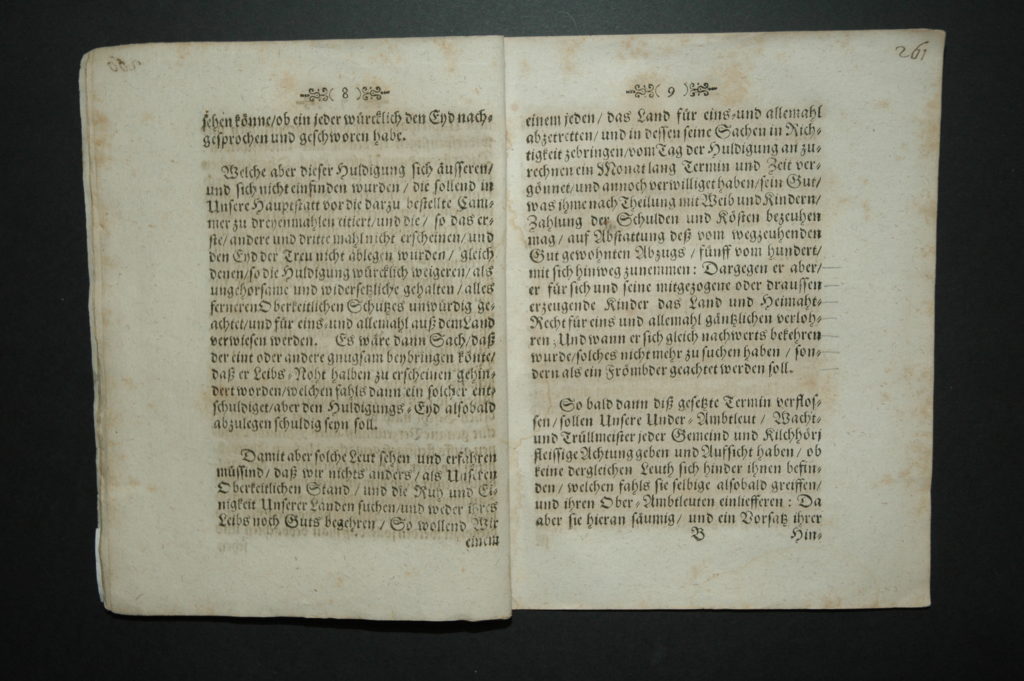 ( 8 )
sehen könne/ob ein jeder würcklich den Eyd nach-
gesprochen und geschworen habe.
Welche aber dieser Huldigung sich äusseren/
und sich nicht einfinden wurden / die sollend in
Unsere Hauptstatt vor die darzu bestellte Cam-
mer zu dreyenmahlen citiert/und die / so das er-
ste/andere und dritte mahl nicht erscheinen/und
den Eyd der Treu nicht ablegen wurden / gleich
denen/so die Huldigung würcklich weigeren/als
ungehorsame und widersetzliche gehalten / alles
ferneren Oberkeitlichen Schutzes unwürdig ge-
achtet/und für eins-und allemahl auß dem Land
verwiesen werden. Es wäre dann Sach/daß
der eint oder andere gnugsam beybringen könte/
daß er Leibs-Noht halben zu erscheinen gehin-
dert worden/welchen fahls dann ein solcher ent-
schuldiget/aber den Huldigungs-Eyd alsobald
abzulegen schuldig seyn soll.
Damit aber solche Leut sehen und erfahren
müssind/ daß wir nichts anders/als Unseren
Oberkeitlichen Stand / und die Ruh und Ei-
nigkeit Unserer Landen suchen/und weder ihres
Leibs noch Guts begehren / So wollend Wir
einem
261
( 9 )
einem jeden / das Land für eins-und allemahl
abzetretten / und in dessen seine Sachen in Rich-
tigkeit zebringen/vom Tag der Huldigung an zu-
rechnen ein Monat lang Termin und Zeit ver-
gönnet/und annoch verwilliget haben/sein Gut/
was ihme nach Theilung mit Weib und Kindern/
Zahlung der Schulden und Kösten bezeuhen
mag / auf Abstattung deß vom wegzeuhenden
Gut gewohnten Abzugs / fünff vom hundert/
mit sich hinweg zunemmen: Dargegen er aber/
er für sich und seine mitgezogene oder draussen
erzeugende Kinder das Land und Heimaht-
Recht für eins und allemahl gäntzlichen verlohr-
ren; Und wann er sich gleich nachwerts bekehren
wurde/solches nicht mehr zu suchen haben / son-
dern als ein Frömbder geachtet werden soll.
So bald dann diß gesetzte Termin verflos-
sen/ sollen Unsere Under-Ambtleut / Wacht-
und Trüllmeister jeder Gemeind und Kilchhörj
fleissige Achtung geben und Aufsicht haben / ob
keine dergleichen Leuth sich hinder ihnen befin-
den / welchen fahls sie selbige alsobald greiffen/
und ihren Ober-Ambtleuten einliefferen: Da
aber sie hieran säumig / und ein Vorsatz ihrer
B Hin-